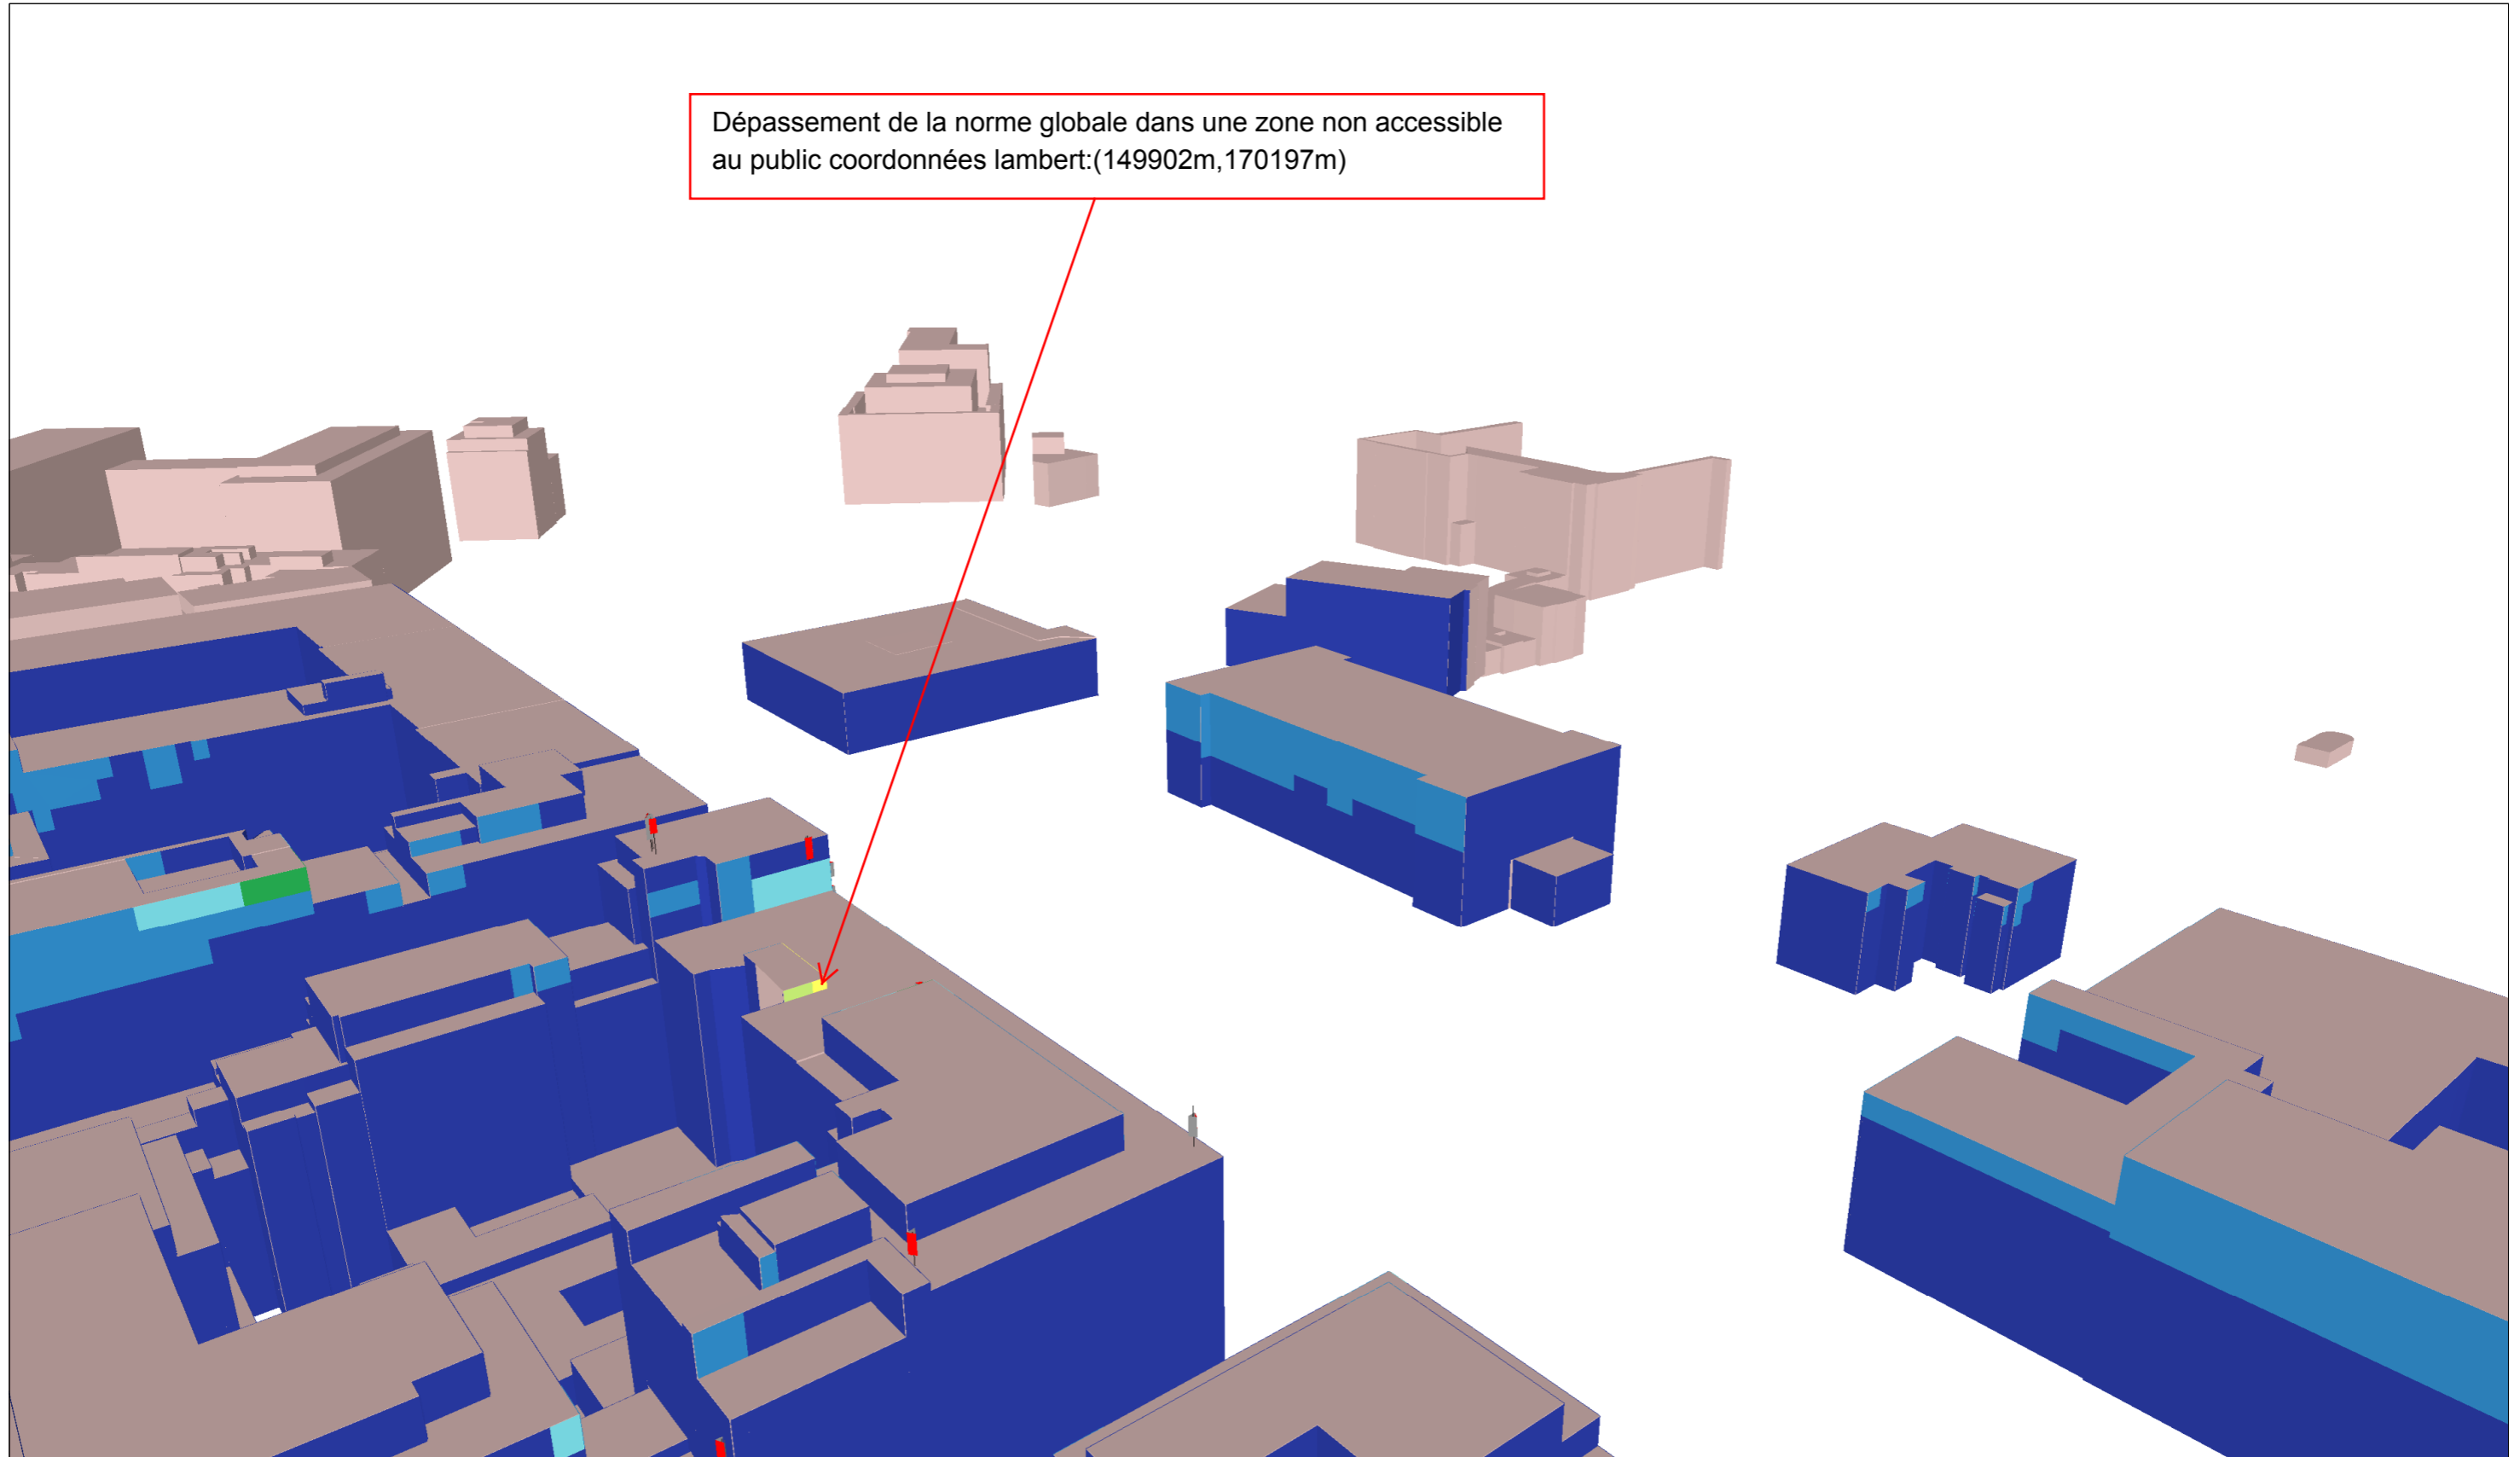 Dépassement de la norme globale dans une zone non accessible
au public coordonnées lambert:(149902m,170197m)